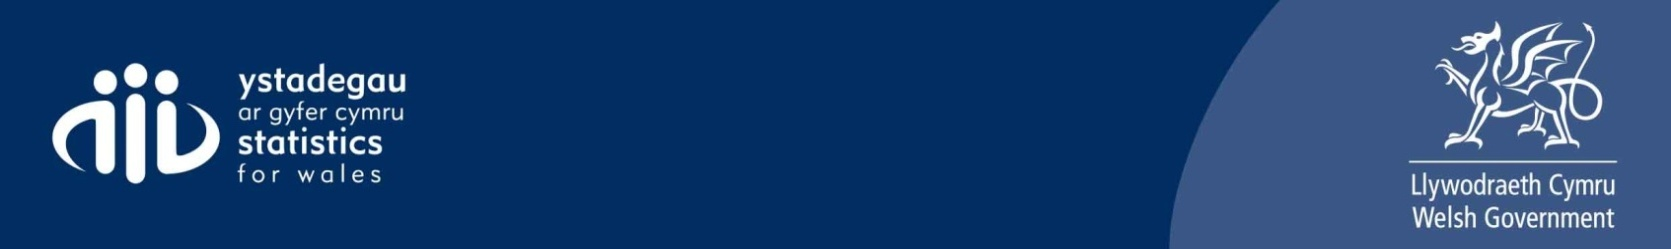 ystadegau
ar gyfer cymru
statistics
for wales
Llywodraeth Cymru
Welsh Government